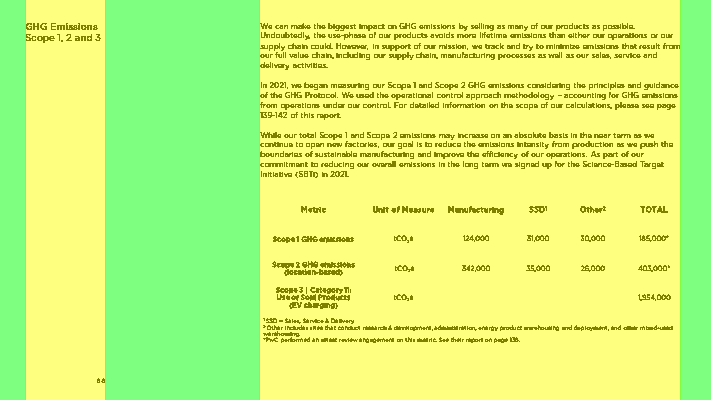 GHG Emissions
Scope 1, 2 and 3
We can make the biggest impact on GHG emissions by selling as many of our products as possible.
Undoubtedly, the use-phase of our products avoids more lifetime emissions than either our operations or our
supply chain could. However, in support of our mission, we track and try to minimize emissions that result from
our full value chain, including our supply chain, manufacturing processes as well as our sales, service and
delivery activities.
In 2021, we began measuring our Scope 1 and Scope 2 GHG emissions considering the principles and guidance
of the GHG Protocol. We used the operational control approach methodology – accounting for GHG emissions
from operations under our control. For detailed information on the scope of our calculations, please see page
139-142 of this report.
While our total Scope 1 and Scope 2 emissions may increase on an absolute basis in the near term as we
continue to open new factories, our goal is to reduce the emissions intensity from production as we push the
boundaries of sustainable manufacturing and improve the efficiency of our operations. As part of our
commitment to reducing our overall emissions in the long term we signed up for the Science-Based Target
Initiative (SBTi) in 2021.
Metric Unit of Measure Manufacturing SSD¹ Other² TOTAL
Scope 1 GHG emissions tCO₂e 124,000 31,000 30,000 185,000*
Scope 2 GHG emissions
(location-based) tCO₂e 342,000 35,000 26,000 403,000*
Scope 3 | Category 11:
Use of Sold Products
(EV charging) tCO₂e 1,954,000
¹SSD = Sales, Service & Delivery
² Other includes sites that conduct research & development, administration, energy product warehousing and deployment, and other mixed-used
warehousing.
*PwC performed an attest review engagement on this metric. See their report on page 138.